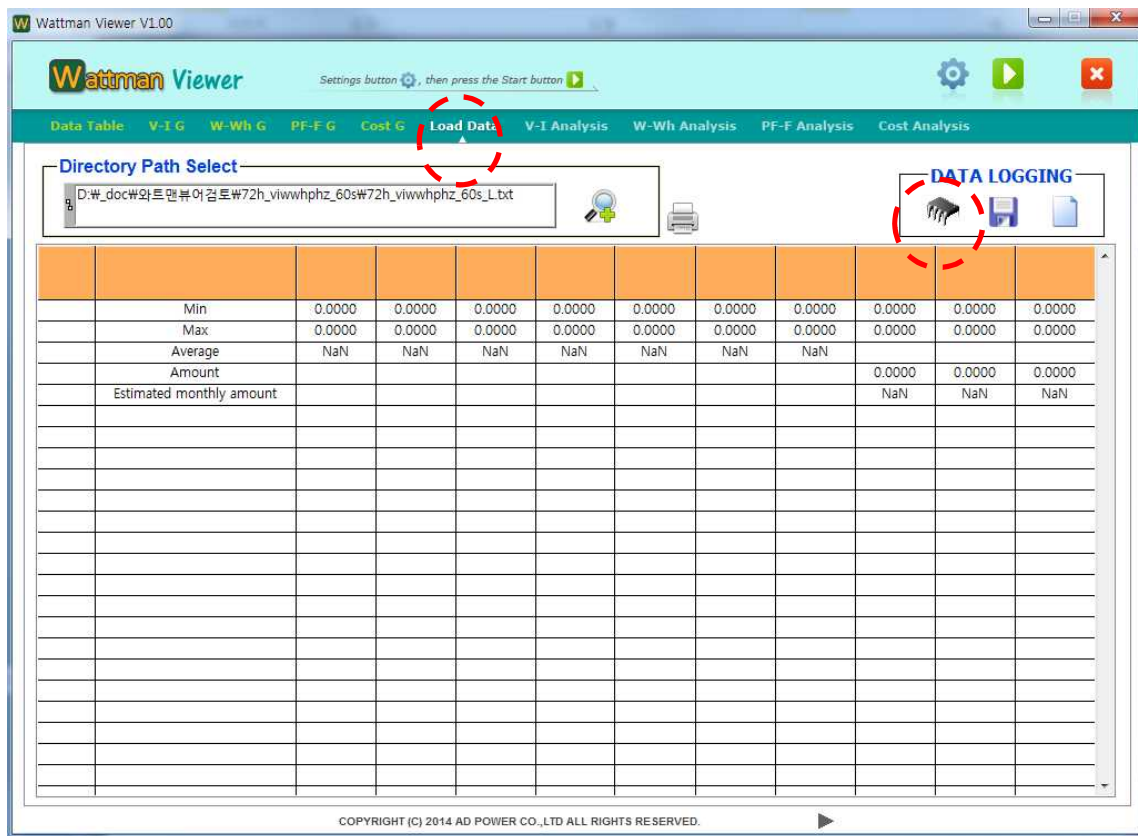 Wattman Viewer V1.00
Wattman Viewer
Settings button , then press the Start button
Data Table V-I G W-Wh G PF-F G Cost G Load Data V-I Analysis W-Wh Analysis PF-F Analysis Cost Analysis
Directory Path Select
D:₩_doc₩와트맨뷰어검토₩72h_viwwhphz_60s₩72h_viwwhphz_60s_L.txt
DATA LOGGING
Min 0.0000 0.0000 0.0000 0.0000 0.0000 0.0000 0.0000 0.0000 0.0000 0.0000
Max 0.0000 0.0000 0.0000 0.0000 0.0000 0.0000 0.0000 0.0000 0.0000 0.0000
Average NaN NaN NaN NaN NaN NaN NaN
Amount 0.0000 0.0000 0.0000
Estimated monthly amount NaN NaN NaN
COPYRIGHT (C) 2014 AD POWER CO.,LTD ALL RIGHTS RESERVED.